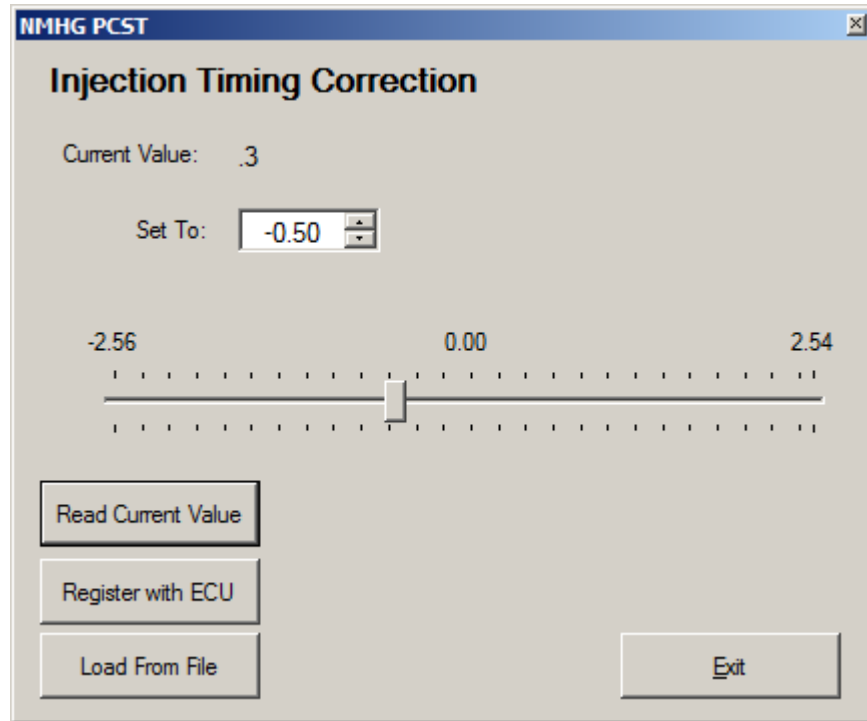 NMHG PCST
Injection Timing Correction
Current Value: .3
Set To: -0.50
-2.56 0.00 2.54
Read Current Value
Register with ECU
Load From File Exit